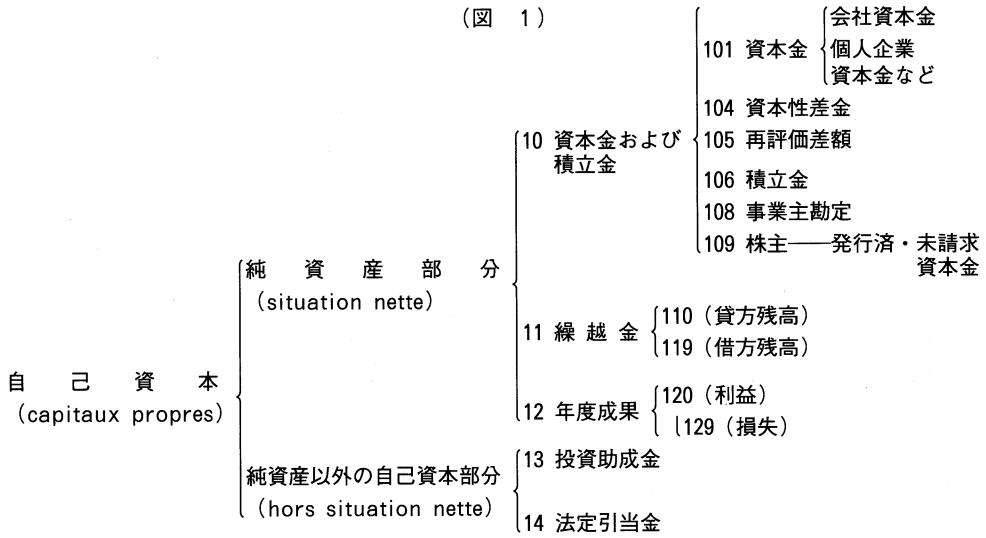 （図 1）
会社資本金
101 資本金
個人企業
資本金など
104 資本性差金
10 資本金および
積立金
105 再評価差額
106 積立金
108 事業主勘定
109 株主──発行済・未請求
資本金
純資産部分
(situation nette)
11 繰越金
110（貸方残高）
119（借方残高）
自己資本
(capitaux propres)
12 年度成果
120（利益）
129（損失）
純資産以外の自己資本部分
(hors situation nette)
13 投資助成金
14 法定引当金